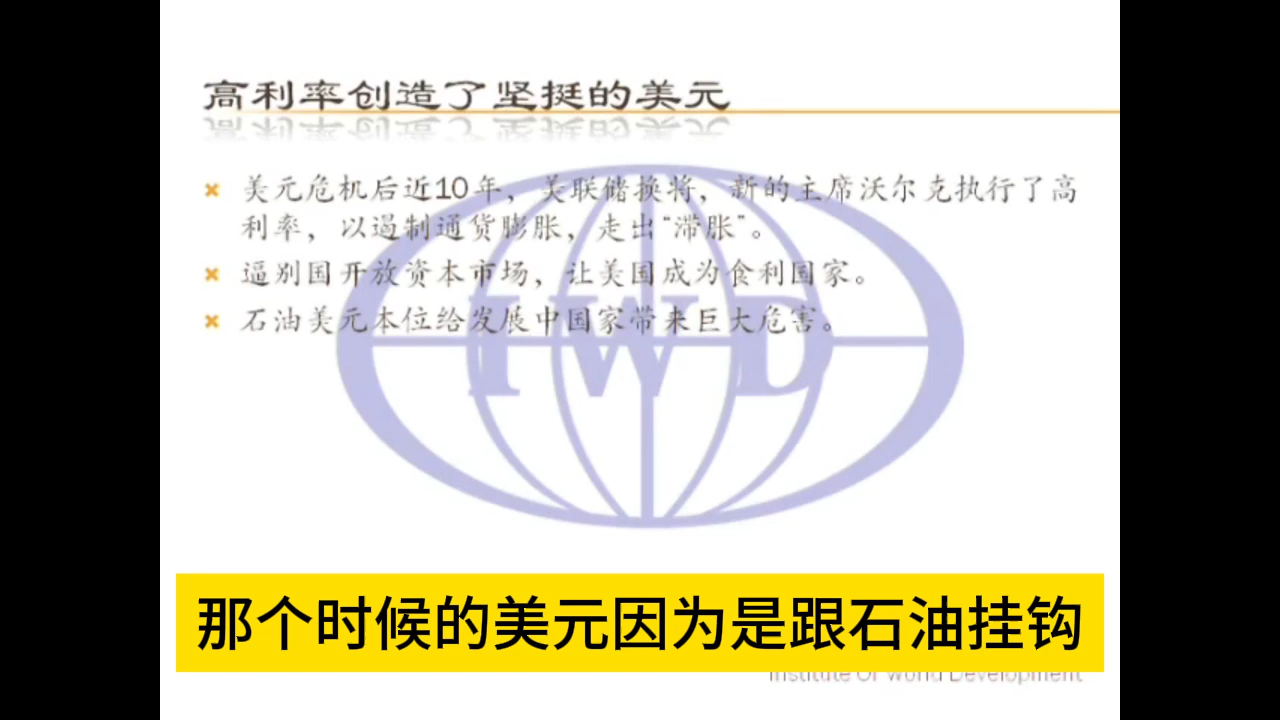 高利率创造了坚挺的美元
美元危机后近10年，美联储换将，新的主席沃尔克执行了高
利率，以遏制通货膨胀，走出“滞胀”。
逼别国开放资本市场，让美国成为食利国家。
石油美元本位给发展中国家带来巨大危害。
IWD
那个时候的美元因为是跟石油挂钩
Institute Of World Development